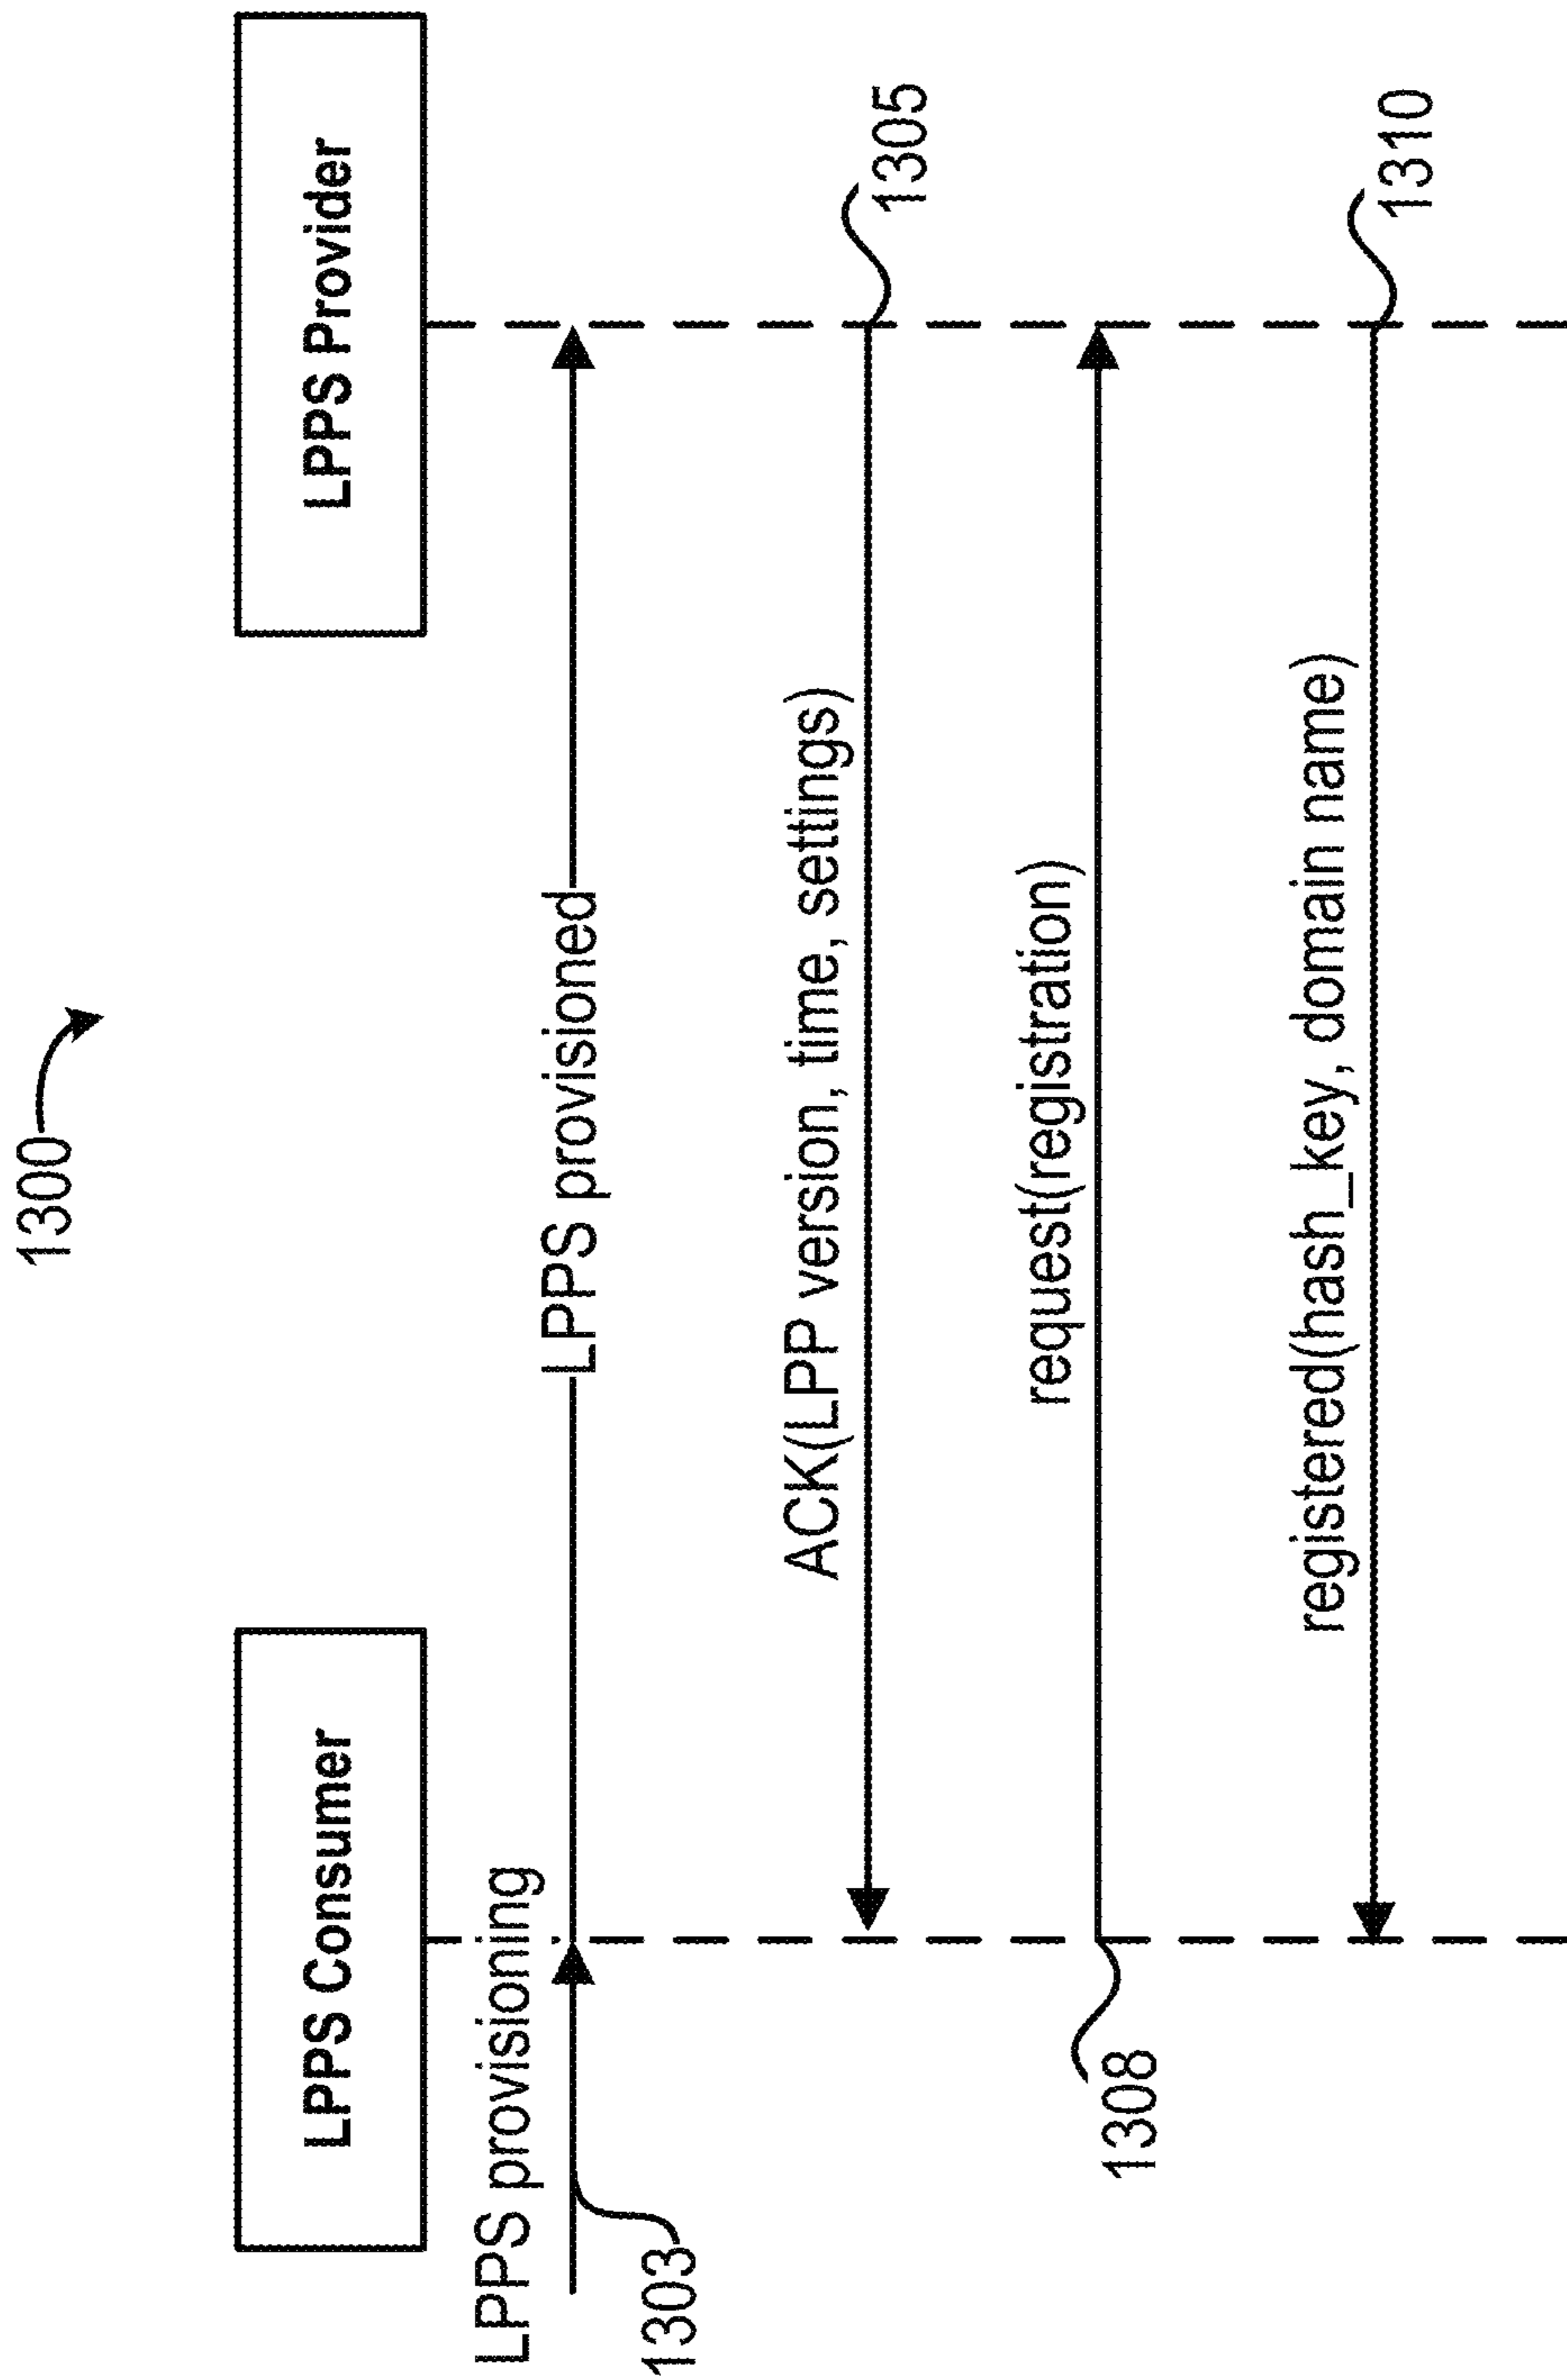 1300
LPPS Consumer
LPPS Provider
LPPS provisioning
LPPS provisioned
1303
ACK(LPP version, time, settings)
1305
request(registration)
1308
registered(hash_key, domain name)
1310